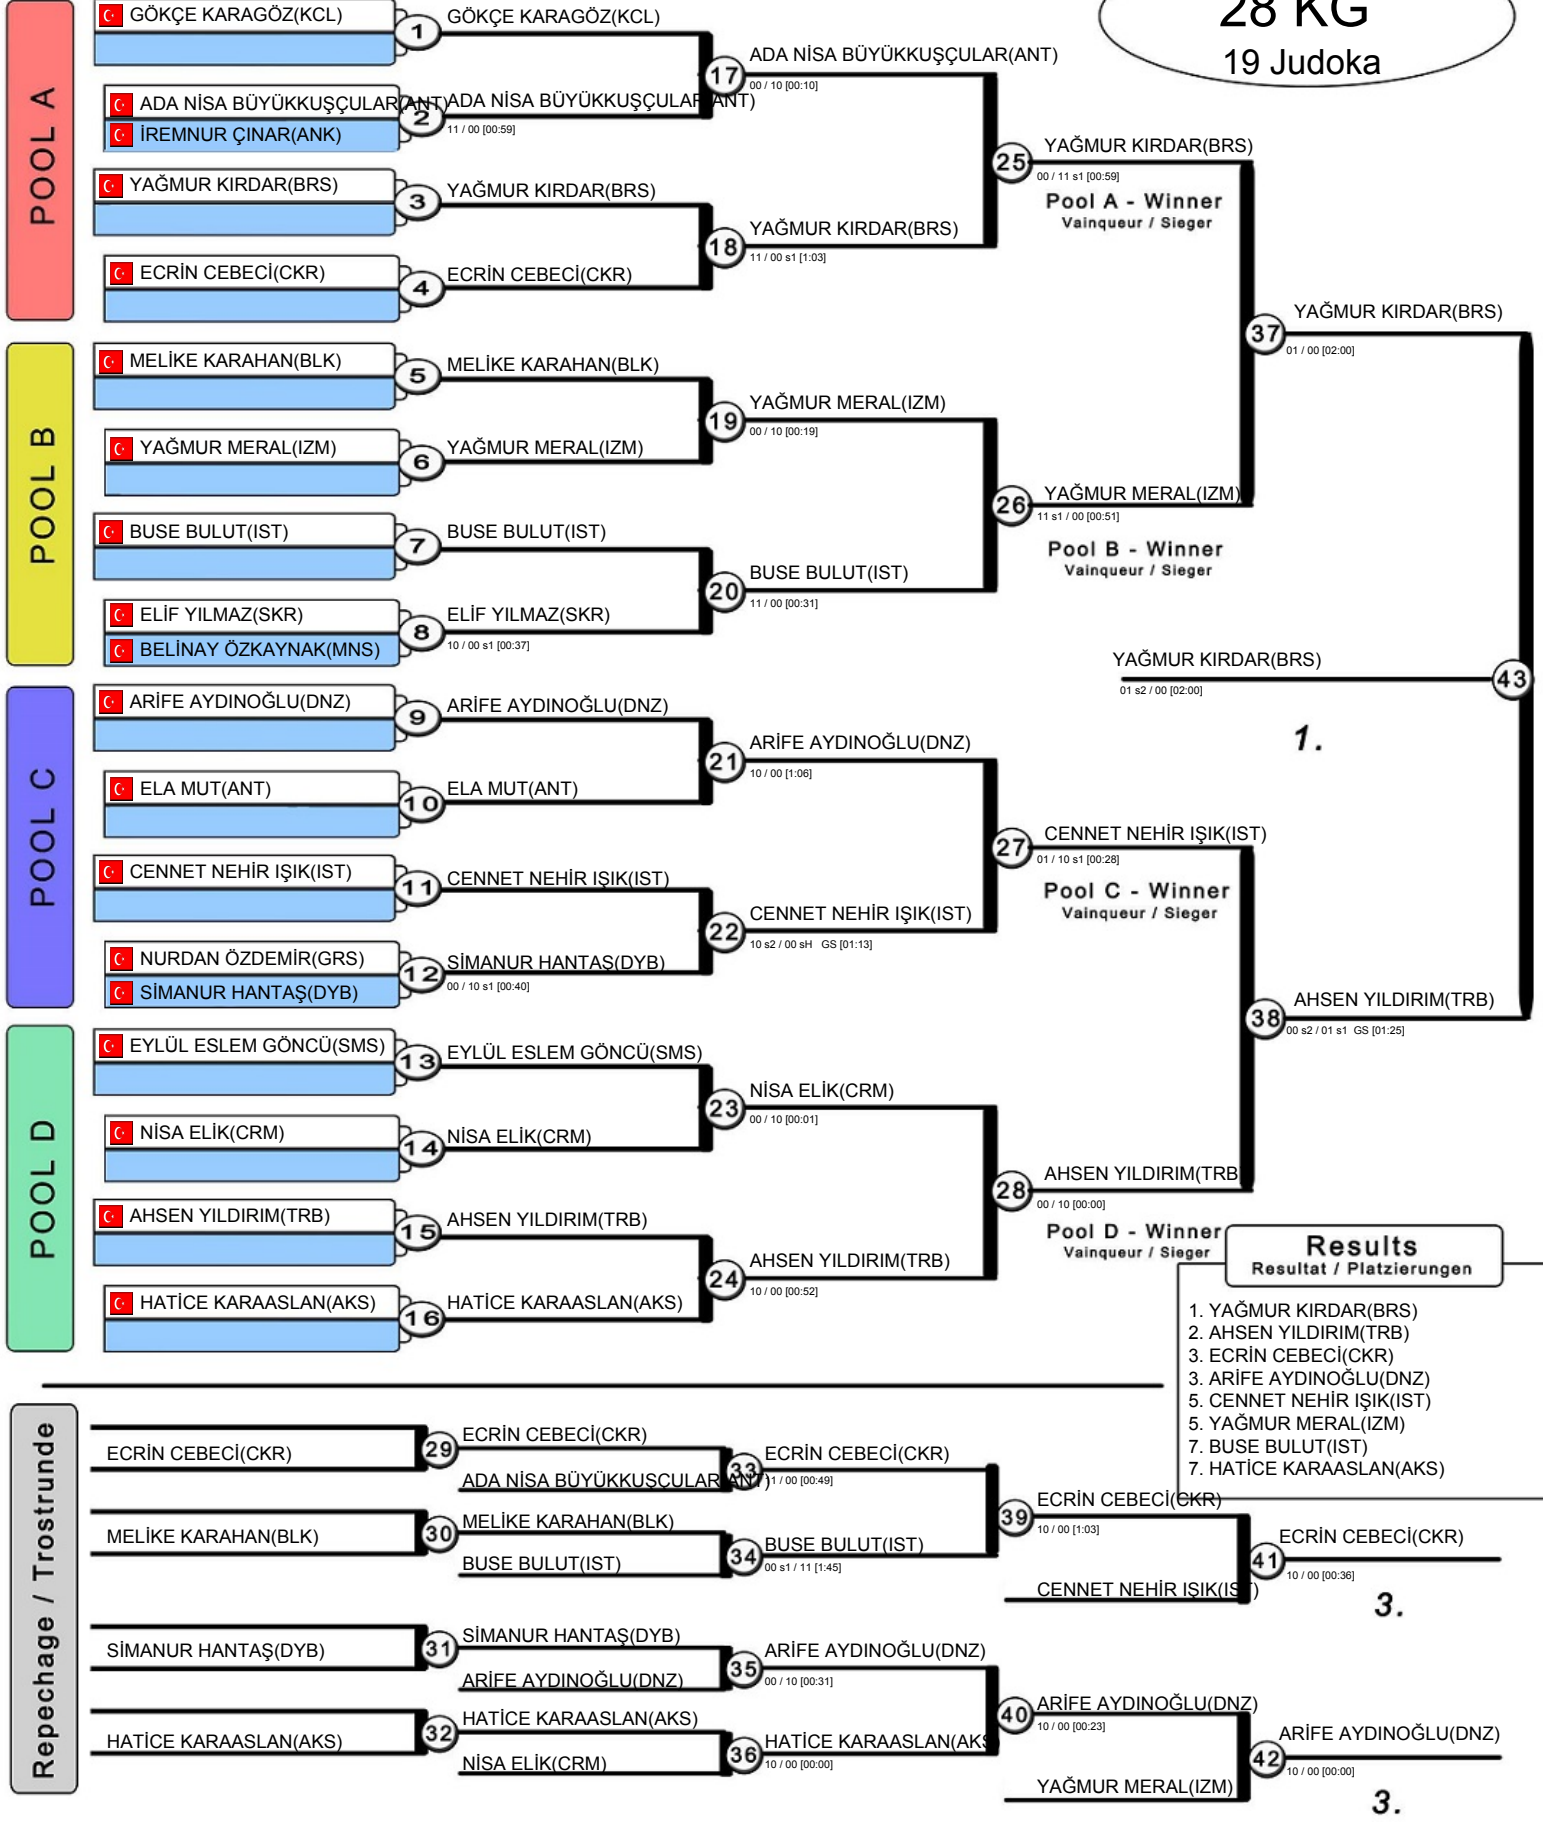 28 KG
19 Judoka
POOL A
GÖKÇE KARAGÖZ(KCL)
1
GÖKÇE KARAGÖZ(KCL)
ADA NİSA BÜYÜKKUŞÇULAR(ANT)
İREMNUR ÇINAR(ANK)
2
ADA NİSA BÜYÜKKUŞÇULAR(ANT)
11 / 00 [00:59]
17
ADA NİSA BÜYÜKKUŞÇULAR(ANT)
00 / 10 [00:10]
YAĞMUR KIRDAR(BRS)
3
YAĞMUR KIRDAR(BRS)
ECRİN CEBECİ(CKR)
4
ECRİN CEBECİ(CKR)
18
YAĞMUR KIRDAR(BRS)
11 / 00 s1 [1:03]
25
YAĞMUR KIRDAR(BRS)
00 / 11 s1 [00:59]
Pool A - Winner
Vainqueur / Sieger
POOL B
MELİKE KARAHAN(BLK)
5
MELİKE KARAHAN(BLK)
YAĞMUR MERAL(IZM)
6
YAĞMUR MERAL(IZM)
19
YAĞMUR MERAL(IZM)
00 / 10 [00:19]
BUSE BULUT(IST)
7
BUSE BULUT(IST)
ELİF YILMAZ(SKR)
BELİNAY ÖZKAYNAK(MNS)
8
ELİF YILMAZ(SKR)
10 / 00 s1 [00:37]
20
BUSE BULUT(IST)
11 / 00 [00:31]
26
YAĞMUR MERAL(IZM)
11 s1 / 00 [00:51]
Pool B - Winner
Vainqueur / Sieger
37
YAĞMUR KIRDAR(BRS)
01 / 00 [02:00]
YAĞMUR KIRDAR(BRS)
01 s2 / 00 [02:00]
43
1.
POOL C
ARİFE AYDINOĞLU(DNZ)
9
ARİFE AYDINOĞLU(DNZ)
ELA MUT(ANT)
10
ELA MUT(ANT)
21
ARİFE AYDINOĞLU(DNZ)
10 / 00 [1:06]
CENNET NEHİR IŞIK(IST)
11
CENNET NEHİR IŞIK(IST)
NURDAN ÖZDEMİR(GRS)
SİMANUR HANTAŞ(DYB)
12
SİMANUR HANTAŞ(DYB)
00 / 10 s1 [00:40]
22
CENNET NEHİR IŞIK(IST)
10 s2 / 00 sH GS [01:13]
27
CENNET NEHİR IŞIK(IST)
01 / 10 s1 [00:28]
Pool C - Winner
Vainqueur / Sieger
POOL D
EYLÜL ESLEM GÖNCÜ(SMS)
13
EYLÜL ESLEM GÖNCÜ(SMS)
NİSA ELİK(CRM)
14
NİSA ELİK(CRM)
23
NİSA ELİK(CRM)
00 / 10 [00:01]
AHSEN YILDIRIM(TRB)
15
AHSEN YILDIRIM(TRB)
HATİCE KARAASLAN(AKS)
16
HATİCE KARAASLAN(AKS)
24
AHSEN YILDIRIM(TRB)
10 / 00 [00:52]
28
AHSEN YILDIRIM(TRB
00 / 10 [00:00]
Pool D - Winner
Vainqueur / Sieger
38
AHSEN YILDIRIM(TRB)
00 s2 / 01 s1 GS [01:25]
Results
Resultat / Platzierungen
1. YAĞMUR KIRDAR(BRS)
2. AHSEN YILDIRIM(TRB)
3. ECRİN CEBECİ(CKR)
3. ARİFE AYDINOĞLU(DNZ)
5. CENNET NEHİR IŞIK(IST)
5. YAĞMUR MERAL(IZM)
7. BUSE BULUT(IST)
7. HATİCE KARAASLAN(AKS)
Repechage / Trostrunde
ECRİN CEBECİ(CKR)
29
ECRİN CEBECİ(CKR)
ADA NİSA BÜYÜKKUŞÇULAR(ANT)
33
ECRİN CEBECİ(CKR)
11 / 00 [00:49]
MELİKE KARAHAN(BLK)
30
MELİKE KARAHAN(BLK)
BUSE BULUT(IST)
34
BUSE BULUT(IST)
00 s1 / 11 [1:45]
39
ECRİN CEBECİ(CKR)
10 / 00 [1:03]
CENNET NEHİR IŞIK(IST)
41
ECRİN CEBECİ(CKR)
10 / 00 [00:36]
3.
SİMANUR HANTAŞ(DYB)
31
SİMANUR HANTAŞ(DYB)
ARİFE AYDINOĞLU(DNZ)
35
ARİFE AYDINOĞLU(DNZ)
00 / 10 [00:31]
HATİCE KARAASLAN(AKS)
32
HATİCE KARAASLAN(AKS)
NİSA ELİK(CRM)
36
HATİCE KARAASLAN(AKS
10 / 00 [00:00]
40
ARİFE AYDINOĞLU(DNZ)
10 / 00 [00:23]
YAĞMUR MERAL(IZM)
42
ARİFE AYDINOĞLU(DNZ)
10 / 00 [00:00]
3.